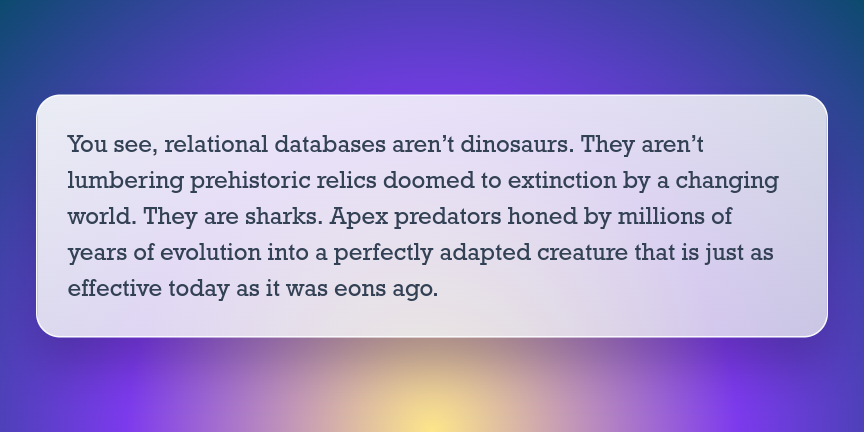 You see, relational databases aren’t dinosaurs. They aren’t
lumbering prehistoric relics doomed to extinction by a changing
world. They are sharks. Apex predators honed by millions of
years of evolution into a perfectly adapted creature that is just as
effective today as it was eons ago.